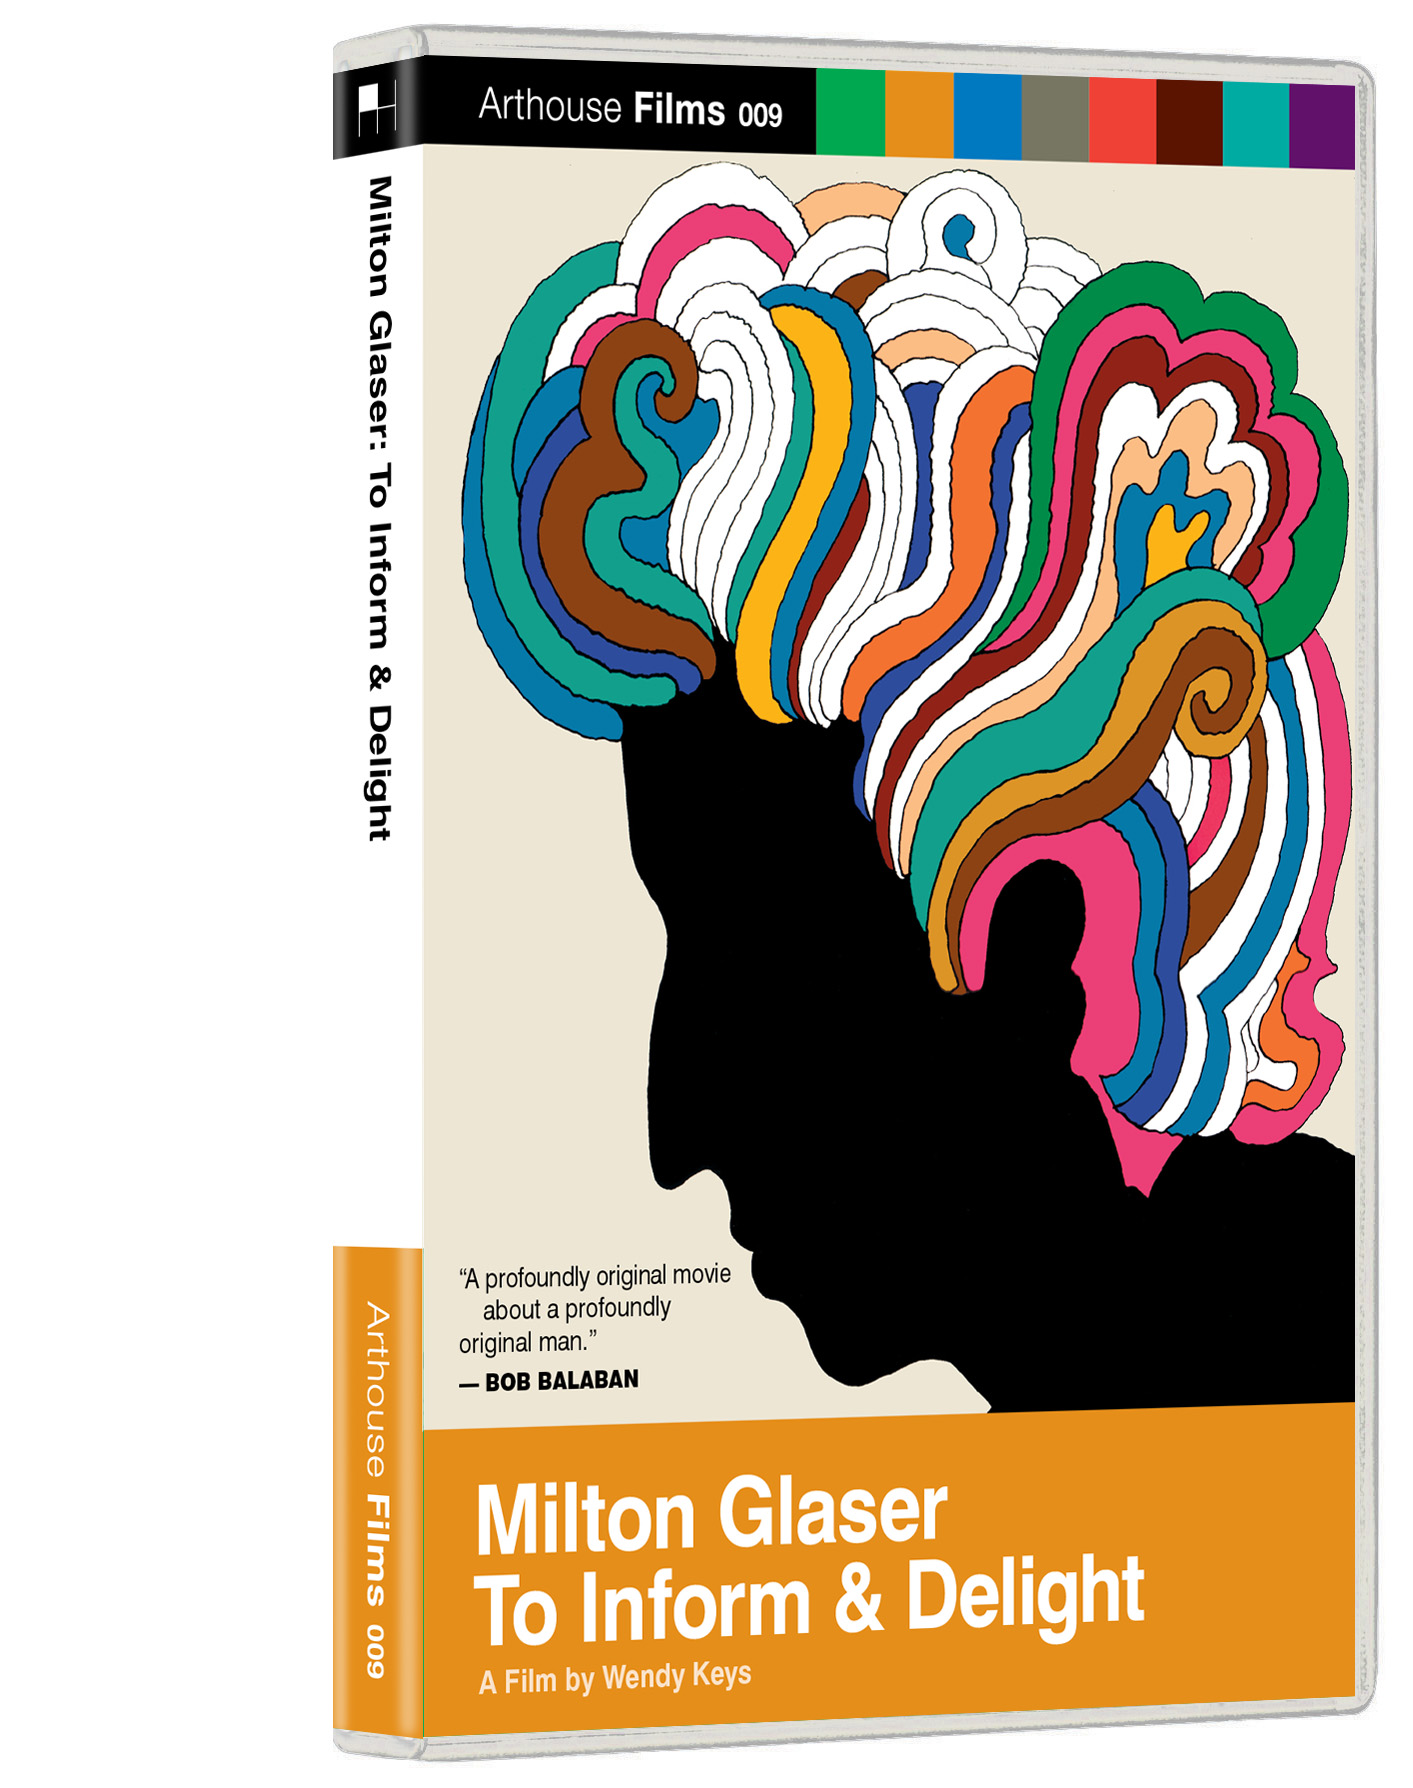 Arthouse Films 009
Milton Glaser: To Inform & Delight
Arthouse Films 009
“A profoundly original movie
about a profoundly
original man.”
— BOB BALABAN
Milton Glaser
To Inform & Delight
A Film by Wendy Keys